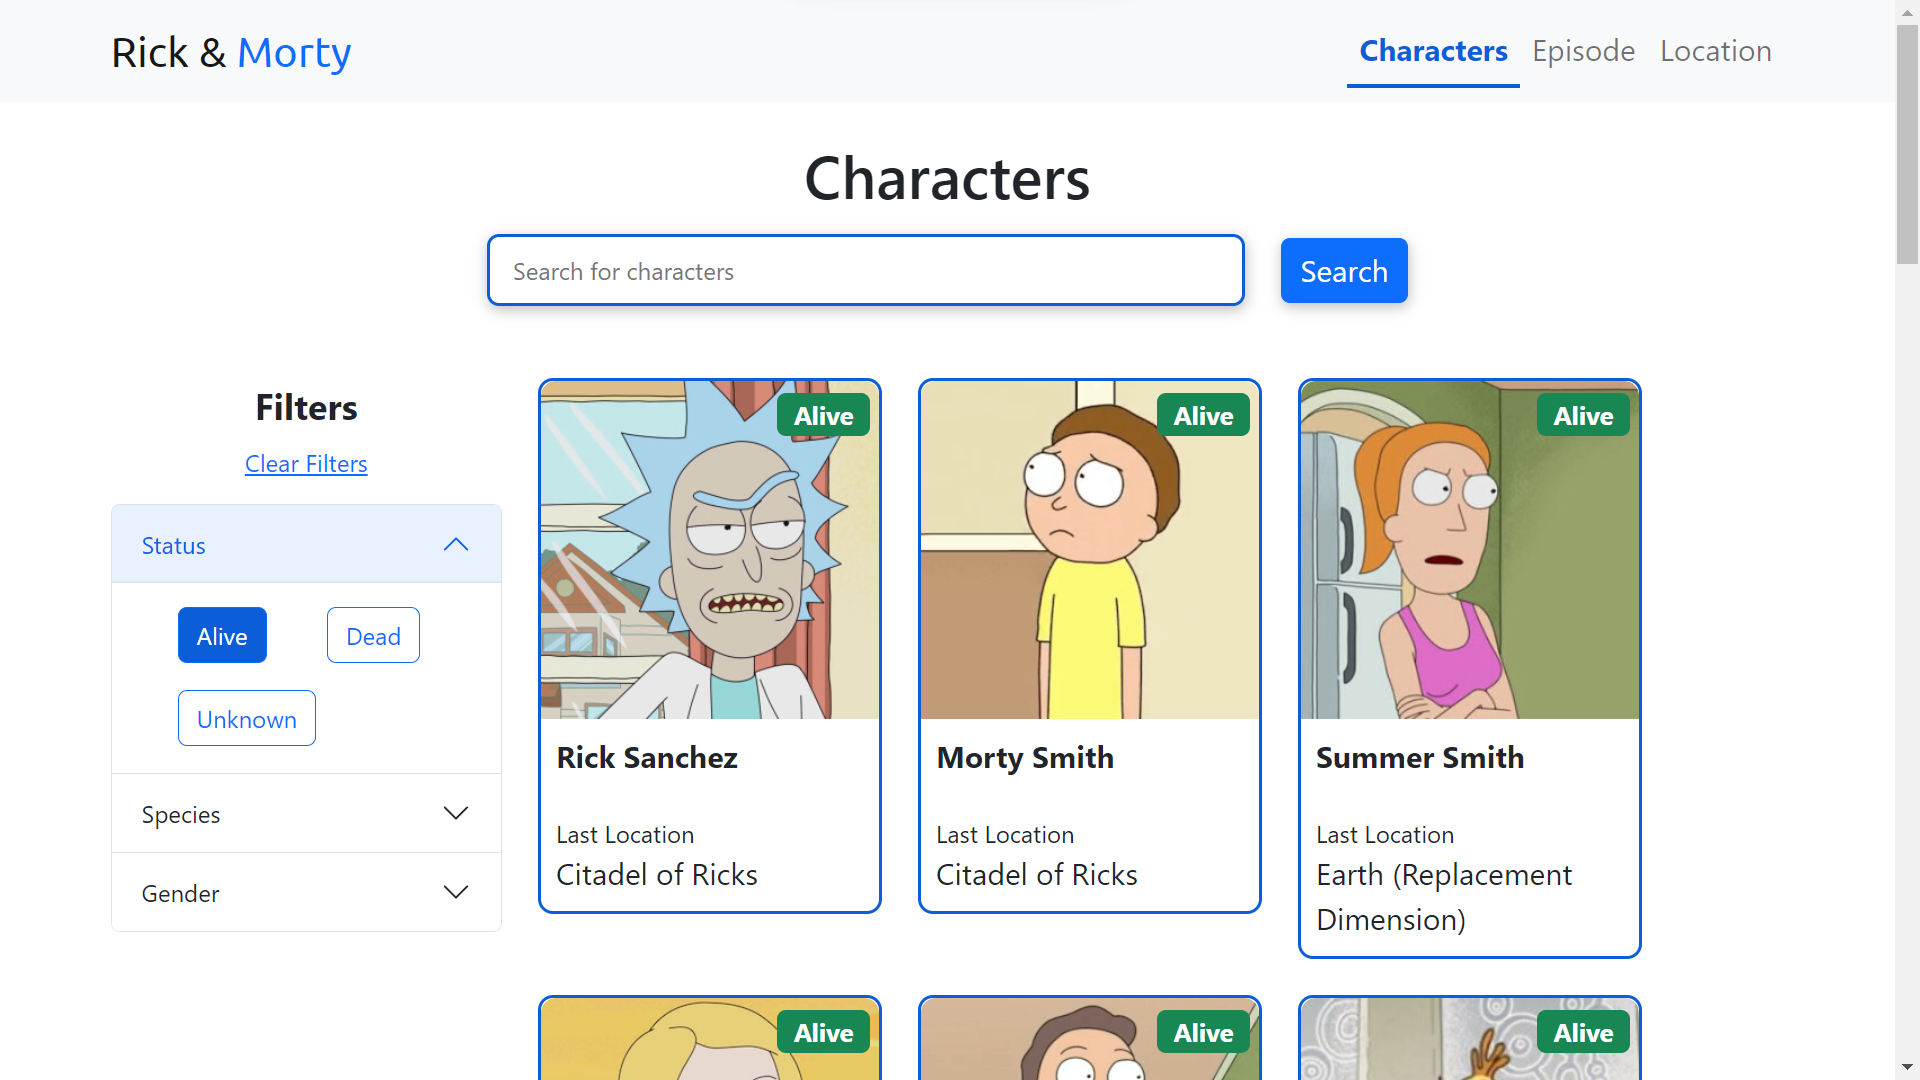 Rick & Morty
Characters Episode Location
Characters
Search for characters
Search
Filters
Clear Filters
Status
Alive
Dead
Unknown
Species
Gender
Alive
Rick Sanchez
Last Location
Citadel of Ricks
Alive
Morty Smith
Last Location
Citadel of Ricks
Alive
Summer Smith
Last Location
Earth (Replacement
Dimension)
Alive
Alive
Alive